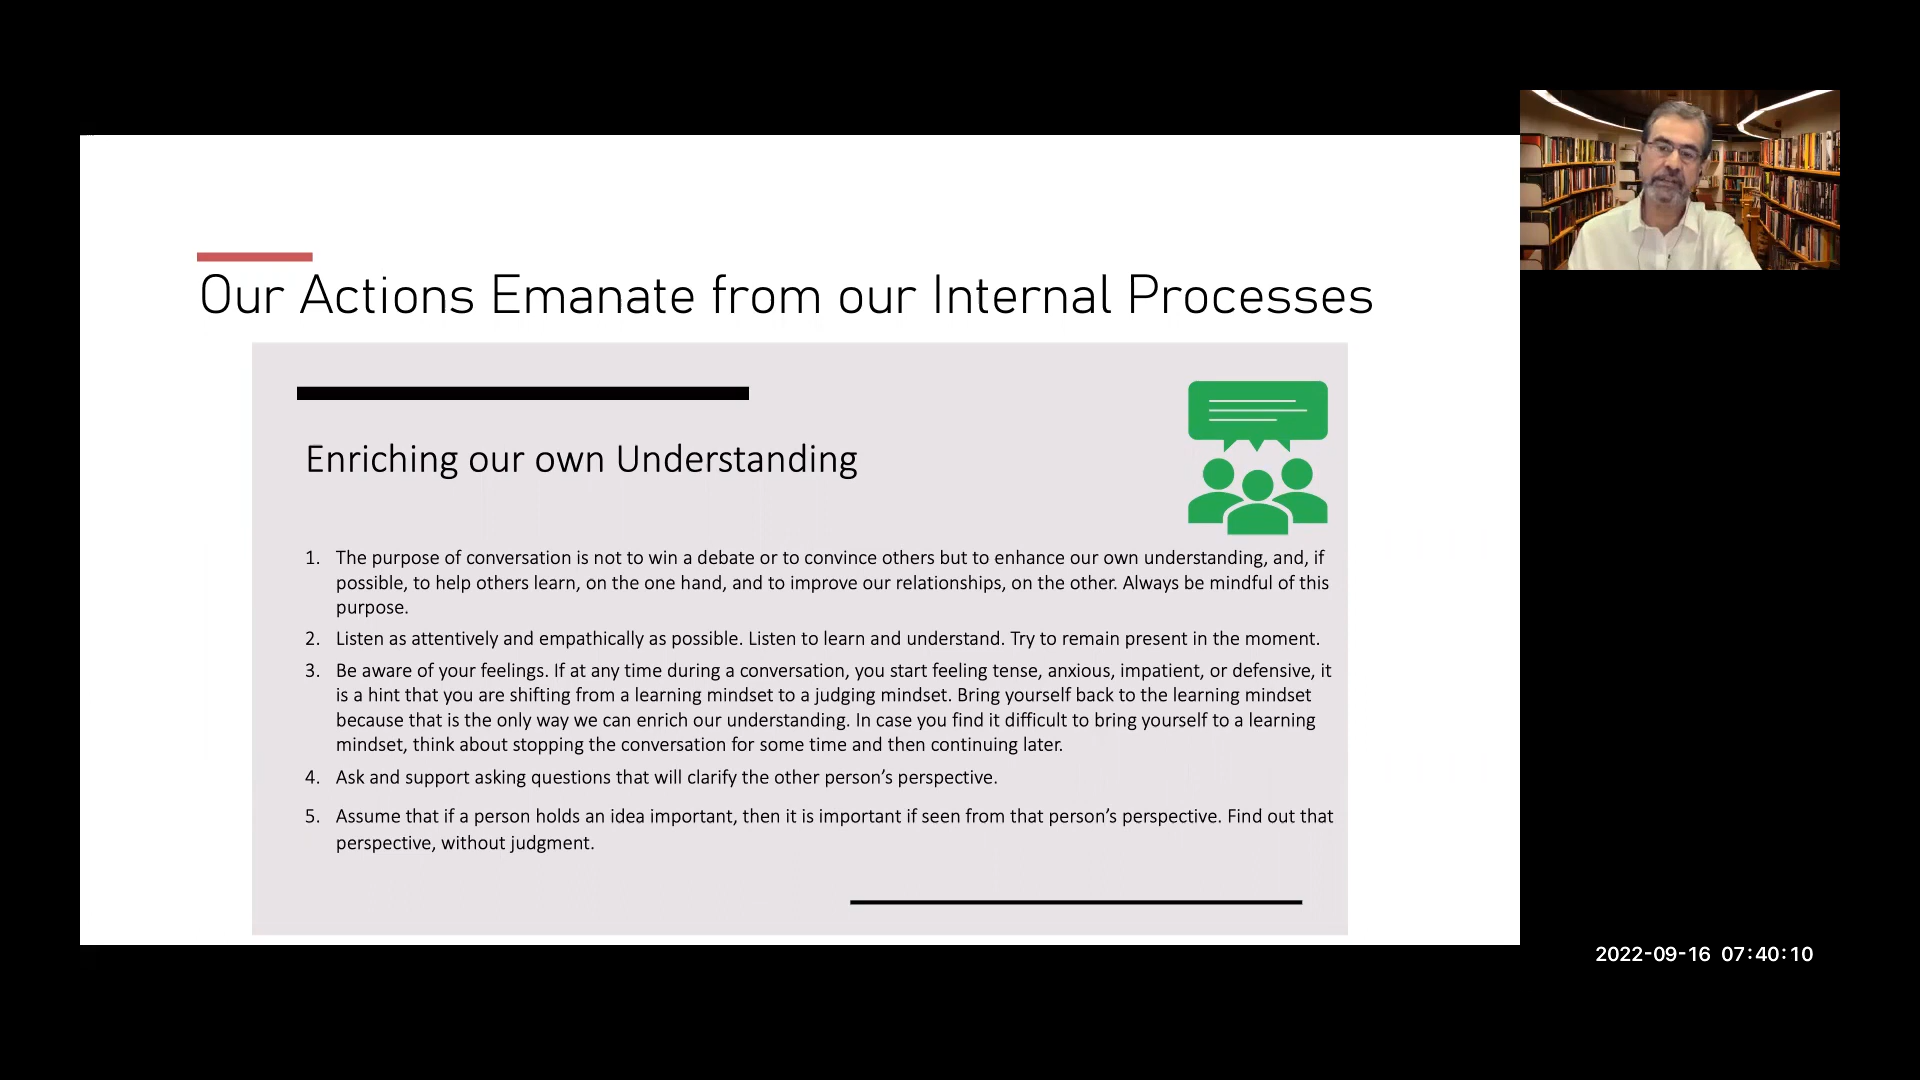 Our Actions Emanate from our Internal Processes
Enriching our own Understanding
1. The purpose of conversation is not to win a debate or to convince others but to enhance our own understanding, and, if
possible, to help others learn, on the one hand, and to improve our relationships, on the other. Always be mindful of this
purpose.
2. Listen as attentively and empathically as possible. Listen to learn and understand. Try to remain present in the moment.
3. Be aware of your feelings. If at any time during a conversation, you start feeling tense, anxious, impatient, or defensive, it
is a hint that you are shifting from a learning mindset to a judging mindset. Bring yourself back to the learning mindset
because that is the only way we can enrich our understanding. In case you find it difficult to bring yourself to a learning
mindset, think about stopping the conversation for some time and then continuing later.
4. Ask and support asking questions that will clarify the other person’s perspective.
5. Assume that if a person holds an idea important, then it is important if seen from that person’s perspective. Find out that
perspective, without judgment.
2022-09-16 07:40:10